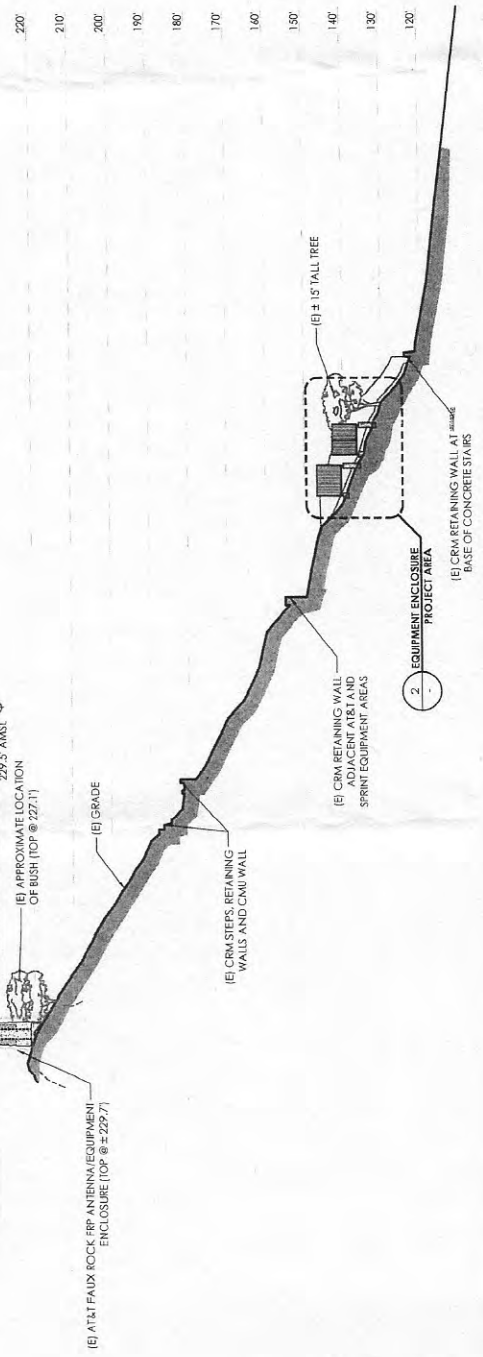 220'
210'
200'
190'
180'
170'
160'
150'
140'
130'
120'
229.5' AMSL
(E) APPROXIMATE LOCATION
OF BUSH (TOP @ 227.1')
(E) GRADE
(E) AT&T FAUX ROCK FRP ANTENNA/EQUIPMENT
ENCLOSURE (TOP @ ± 229.7')
(E) CRM STEPS, RETAINING
WALLS AND CMU WALL
(E) CRM RETAINING WALL
ADJACENT AT&T AND
SPRINT EQUIPMENT AREAS
(E) ± 15' TALL TREE
2
-
EQUIPMENT ENCLOSURE
PROJECT AREA
(E) CRM RETAINING WALL AT
BASE OF CONCRETE STAIRS